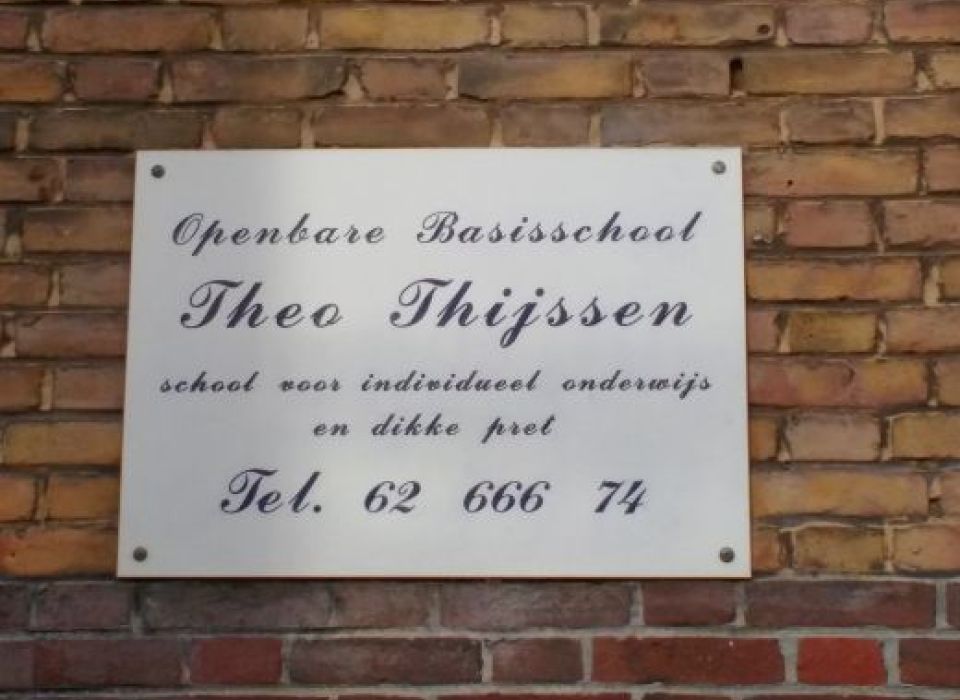 Openbare Basisschool
Theo Thijssen
school voor individueel onderwijs
en dikke pret
Tel. 62 666 74